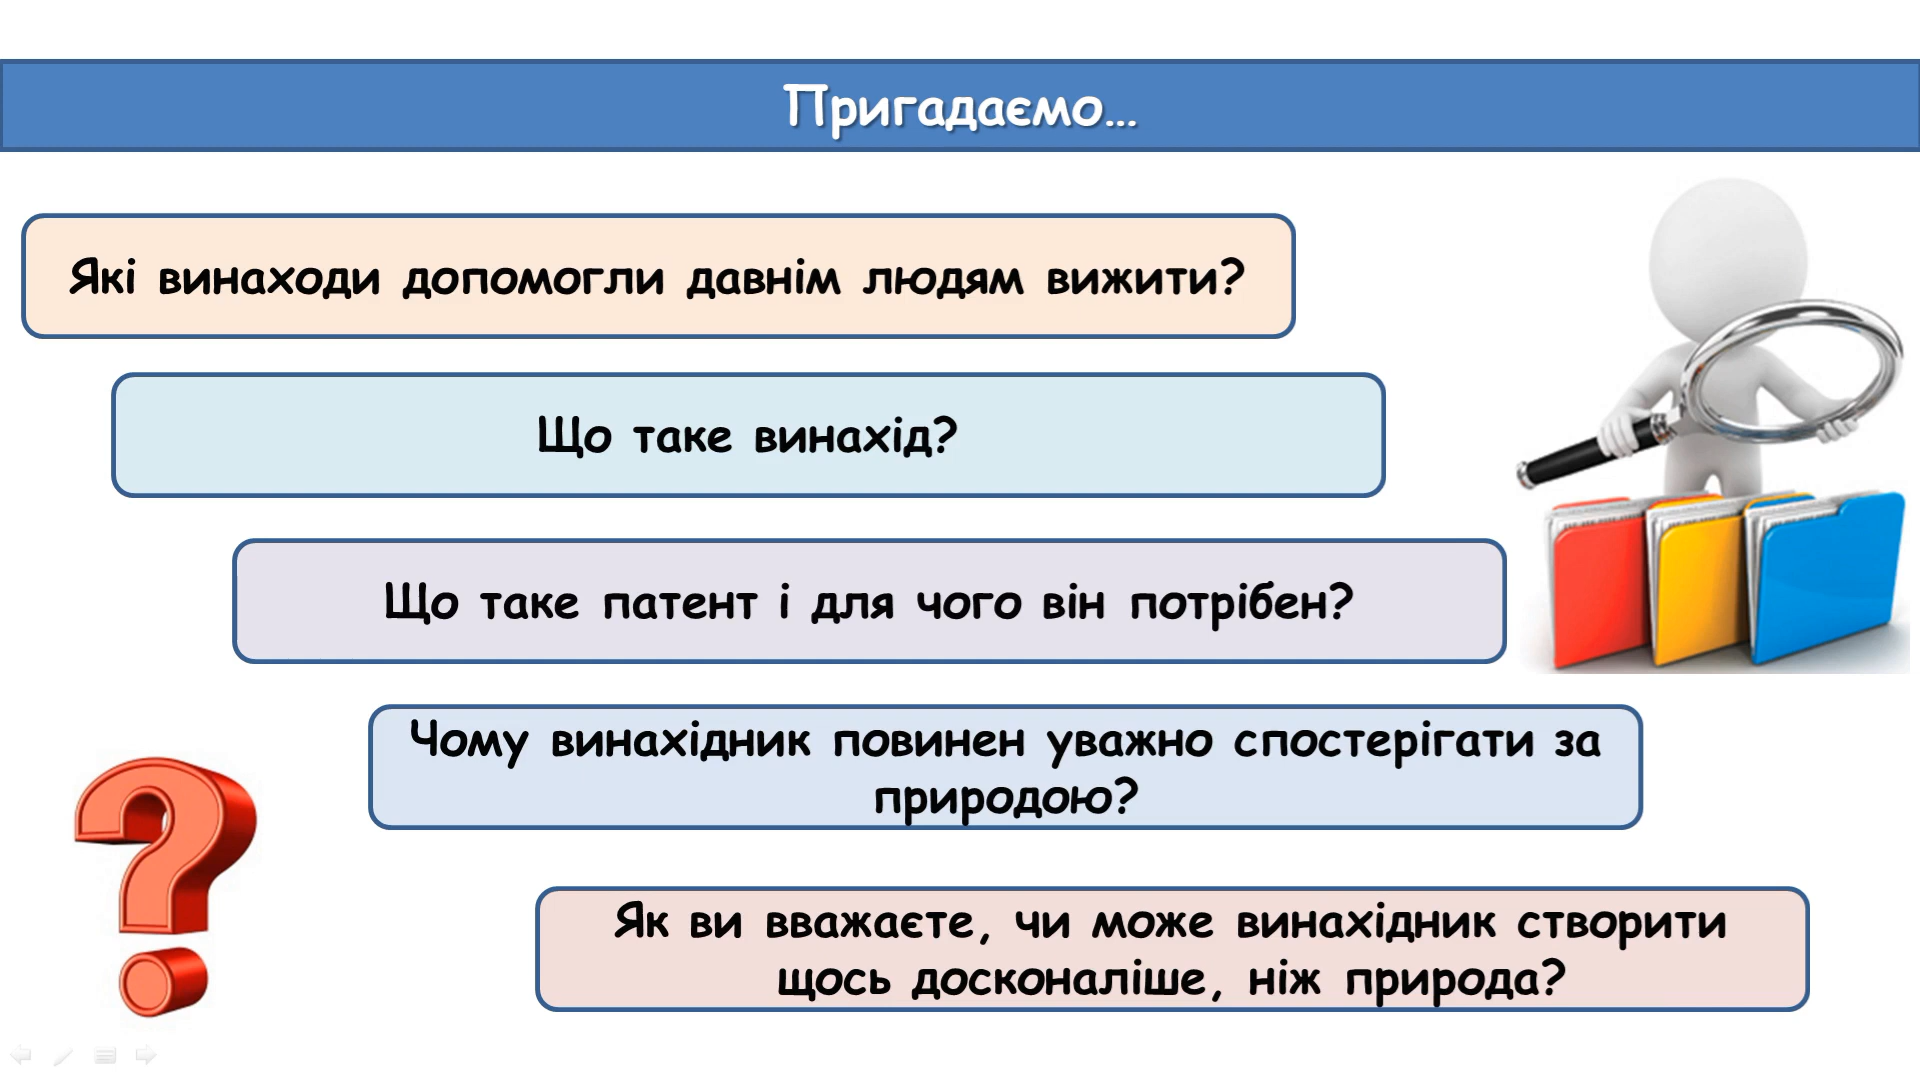 Пригадаємо…
Які винаходи допомогли давнім людям вижити?
Що таке винахід?
Що таке патент і для чого він потрібен?
Чому винахідник повинен уважно спостерігати за
природою?
Як ви вважаєте, чи може винахідник створити
щось досконаліше, ніж природа?